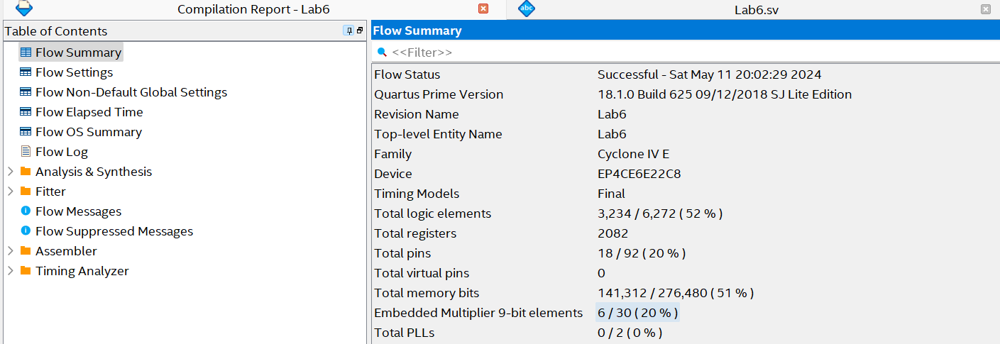 Compilation Report - Lab6
abc Lab6.sv
Table of Contents
Flow Summary
Flow Settings
Flow Non-Default Global Settings
Flow Elapsed Time
Flow OS Summary
Flow Log
Analysis & Synthesis
Fitter
Flow Messages
Flow Suppressed Messages
Assembler
Timing Analyzer
Flow Summary
<<Filter>>
Flow Status Successful - Sat May 11 20:02:29 2024
Quartus Prime Version 18.1.0 Build 625 09/12/2018 SJ Lite Edition
Revision Name Lab6
Top-level Entity Name Lab6
Family Cyclone IV E
Device EP4CE6E22C8
Timing Models Final
Total logic elements 3,234 / 6,272 ( 52 % )
Total registers 2082
Total pins 18 / 92 ( 20 % )
Total virtual pins 0
Total memory bits 141,312 / 276,480 ( 51 % )
Embedded Multiplier 9-bit elements 6 / 30 ( 20 % )
Total PLLs 0 / 2 ( 0 % )